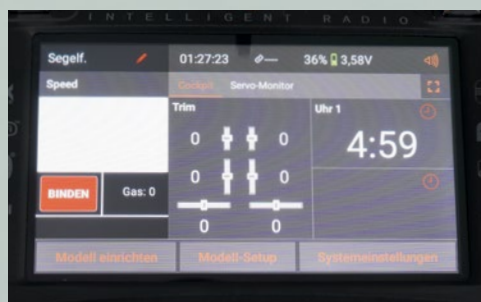 INTELLIGENT RADIO
Segelf. 01:27:23 36% 3,58V
Speed Cockpit Servo-Monitor
Trim Uhr 1
0 0 4:59
0 0
BINDEN Gas: 0
0 0
Modell einrichten Modell-Setup Systemeinstellungen